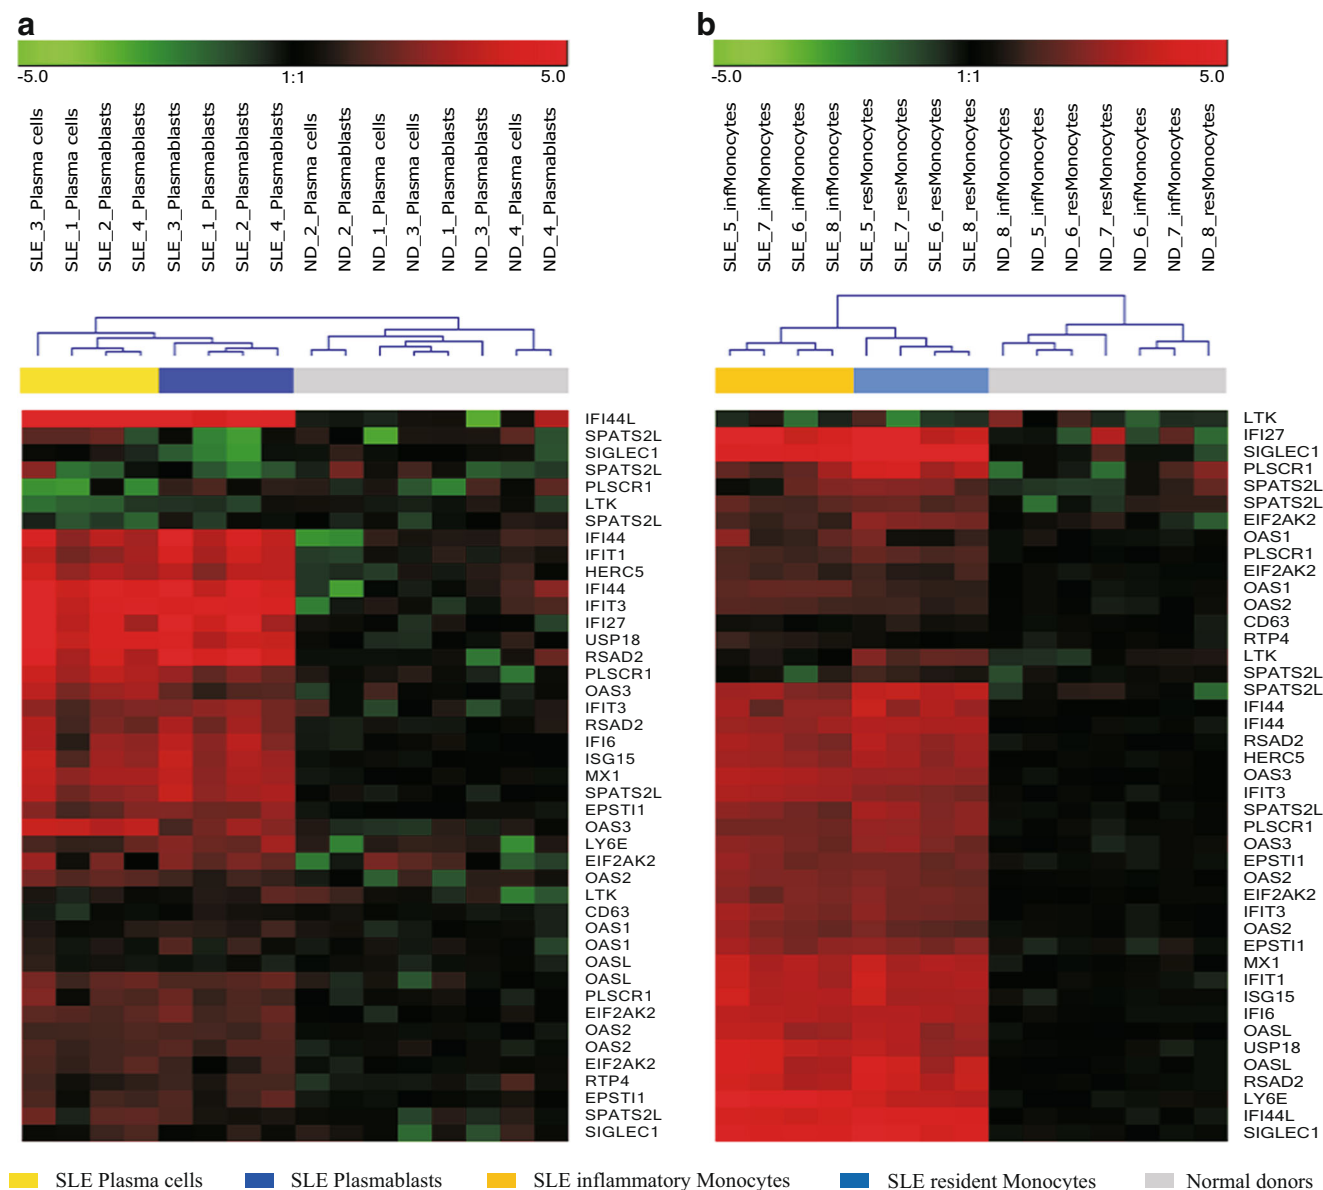 a
-5.0 1:1 5.0
SLE_3_Plasma cells
SLE_1_Plasma cells
SLE_2_Plasmablasts
SLE_4_Plasmablasts
SLE_3_Plasmablasts
SLE_1_Plasmablasts
SLE_2_Plasmablasts
SLE_4_Plasmablasts
ND_2_Plasma cells
ND_2_Plasmablasts
ND_1_Plasma cells
ND_3_Plasma cells
ND_1_Plasmablasts
ND_3_Plasmablasts
ND_4_Plasma cells
ND_4_Plasmablasts
IFI44L
SPATS2L
SIGLEC1
SPATS2L
PLSCR1
LTK
SPATS2L
IFI44
IFIT1
HERC5
IFI44
IFIT3
IFI27
USP18
RSAD2
PLSCR1
OAS3
IFIT3
RSAD2
IFI6
ISG15
MX1
SPATS2L
EPSTI1
OAS3
LY6E
EIF2AK2
OAS2
LTK
CD63
OAS1
OAS1
OASL
OASL
PLSCR1
EIF2AK2
OAS2
OAS2
EIF2AK2
RTP4
EPSTI1
SPATS2L
SIGLEC1
b
-5.0 1:1 5.0
SLE_5_infMonocytes
SLE_7_infMonocytes
SLE_6_infMonocytes
SLE_8_infMonocytes
SLE_5_resMonocytes
SLE_7_resMonocytes
SLE_6_resMonocytes
SLE_8_resMonocytes
ND_8_infMonocytes
ND_5_infMonocytes
ND_6_resMonocytes
ND_7_resMonocytes
ND_6_infMonocytes
ND_7_infMonocytes
ND_8_resMonocytes
LTK
IFI27
SIGLEC1
PLSCR1
SPATS2L
SPATS2L
EIF2AK2
OAS1
PLSCR1
EIF2AK2
OAS1
OAS2
CD63
RTP4
LTK
SPATS2L
SPATS2L
IFI44
IFI44
RSAD2
HERC5
OAS3
IFIT3
SPATS2L
PLSCR1
OAS3
EPSTI1
OAS2
EIF2AK2
IFIT3
OAS2
EPSTI1
MX1
IFIT1
ISG15
IFI6
OASL
USP18
OASL
RSAD2
LY6E
IFI44L
SIGLEC1
SLE Plasma cells SLE Plasmablasts SLE inflammatory Monocytes SLE resident Monocytes Normal donors